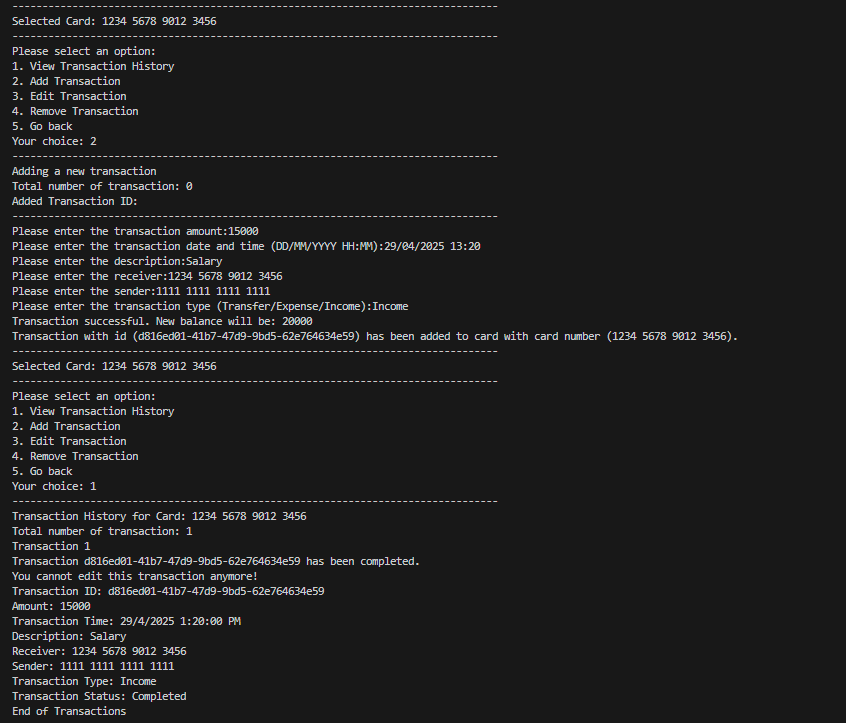 ---------------------------------------------------------------------------------
Selected Card: 1234 5678 9012 3456
---------------------------------------------------------------------------------
Please select an option:
1. View Transaction History
2. Add Transaction
3. Edit Transaction
4. Remove Transaction
5. Go back
Your choice: 2
---------------------------------------------------------------------------------
Adding a new transaction
Total number of transaction: 0
Added Transaction ID:
---------------------------------------------------------------------------------
Please enter the transaction amount:15000
Please enter the transaction date and time (DD/MM/YYYY HH:MM):29/04/2025 13:20
Please enter the description:Salary
Please enter the receiver:1234 5678 9012 3456
Please enter the sender:1111 1111 1111 1111
Please enter the transaction type (Transfer/Expense/Income):Income
Transaction successful. New balance will be: 20000
Transaction with id (d816ed01-41b7-47d9-9bd5-62e764634e59) has been added to card with card number (1234 5678 9012 3456).
---------------------------------------------------------------------------------
Selected Card: 1234 5678 9012 3456
---------------------------------------------------------------------------------
Please select an option:
1. View Transaction History
2. Add Transaction
3. Edit Transaction
4. Remove Transaction
5. Go back
Your choice: 1
---------------------------------------------------------------------------------
Transaction History for Card: 1234 5678 9012 3456
Total number of transaction: 1
Transaction 1
Transaction d816ed01-41b7-47d9-9bd5-62e764634e59 has been completed.
You cannot edit this transaction anymore!
Transaction ID: d816ed01-41b7-47d9-9bd5-62e764634e59
Amount: 15000
Transaction Time: 29/4/2025 1:20:00 PM
Description: Salary
Receiver: 1234 5678 9012 3456
Sender: 1111 1111 1111 1111
Transaction Type: Income
Transaction Status: Completed
End of Transactions